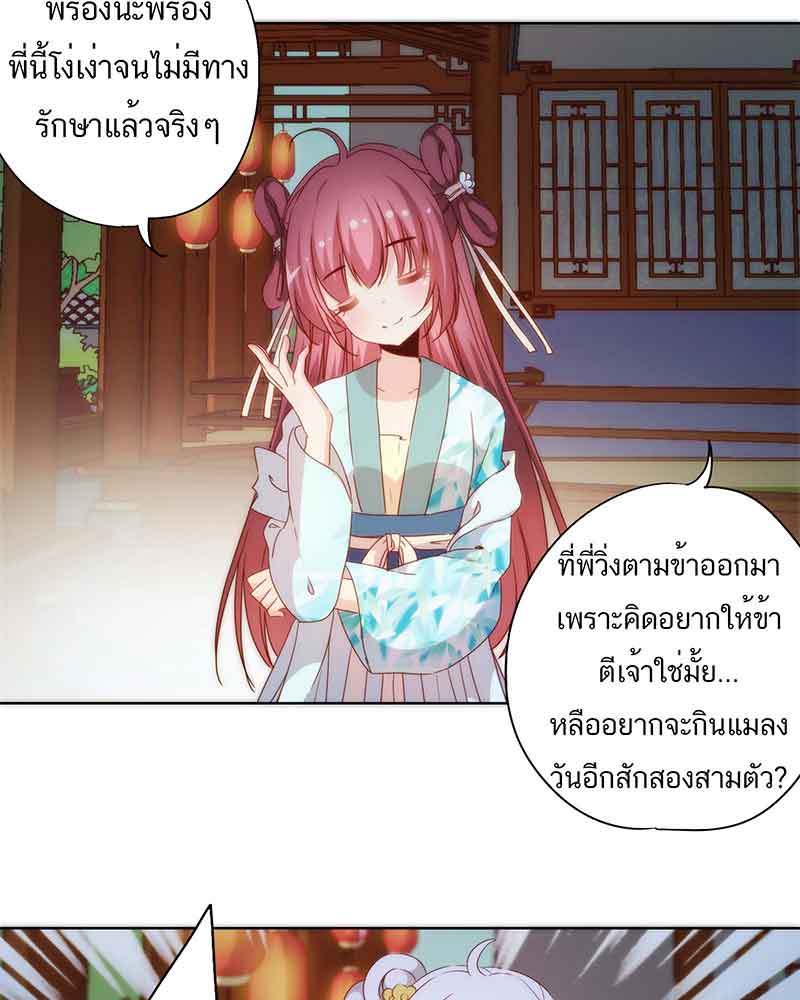 พี่รองนะพี่รอง
พี่นี้โง่เง่าจนไม่มีทาง
รักษาแล้วจริงๆ
ที่พี่วิ่งตามข้าออกมา
เพราะคิดอยากให้ข้า
ตีเจ้าใช่มั้ย...
หลืออยากจะกินแมลง
วันอีกสักสองสามตัว?